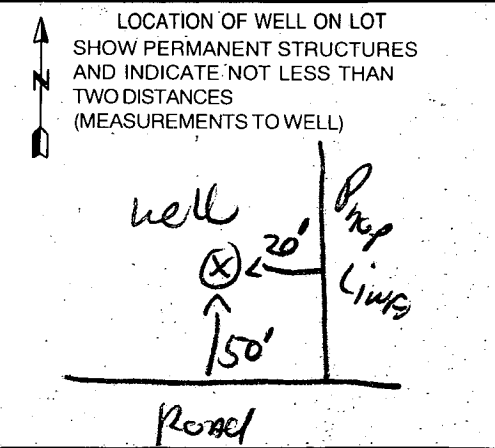 LOCATION OF WELL ON LOT
SHOW PERMANENT STRUCTURES
AND INDICATE NOT LESS THAN
TWO DISTANCES
(MEASUREMENTS TO WELL)
N
well
Prop
20'
X
Line
50'
Road